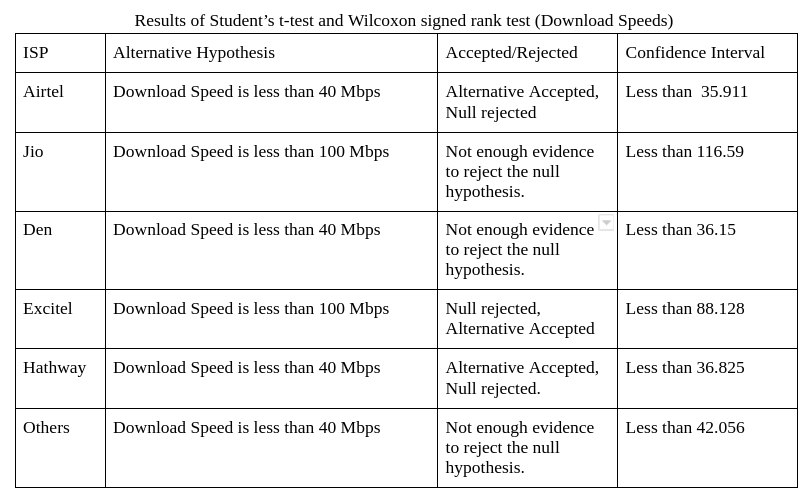 Results of Student’s t-test and Wilcoxon signed rank test (Download Speeds)
ISP Alternative Hypothesis Accepted/Rejected Confidence Interval
Airtel Download Speed is less than 40 Mbps Alternative Accepted, Less than  35.911
Null rejected
Jio Download Speed is less than 100 Mbps Not enough evidence Less than 116.59
to reject the null
hypothesis.
Den Download Speed is less than 40 Mbps Not enough evidence Less than 36.15
to reject the null
hypothesis.
Excitel Download Speed is less than 100 Mbps Null rejected, Less than 88.128
Alternative Accepted
Hathway Download Speed is less than 40 Mbps Alternative Accepted, Less than 36.825
Null rejected.
Others Download Speed is less than 40 Mbps Not enough evidence Less than 42.056
to reject the null
hypothesis.